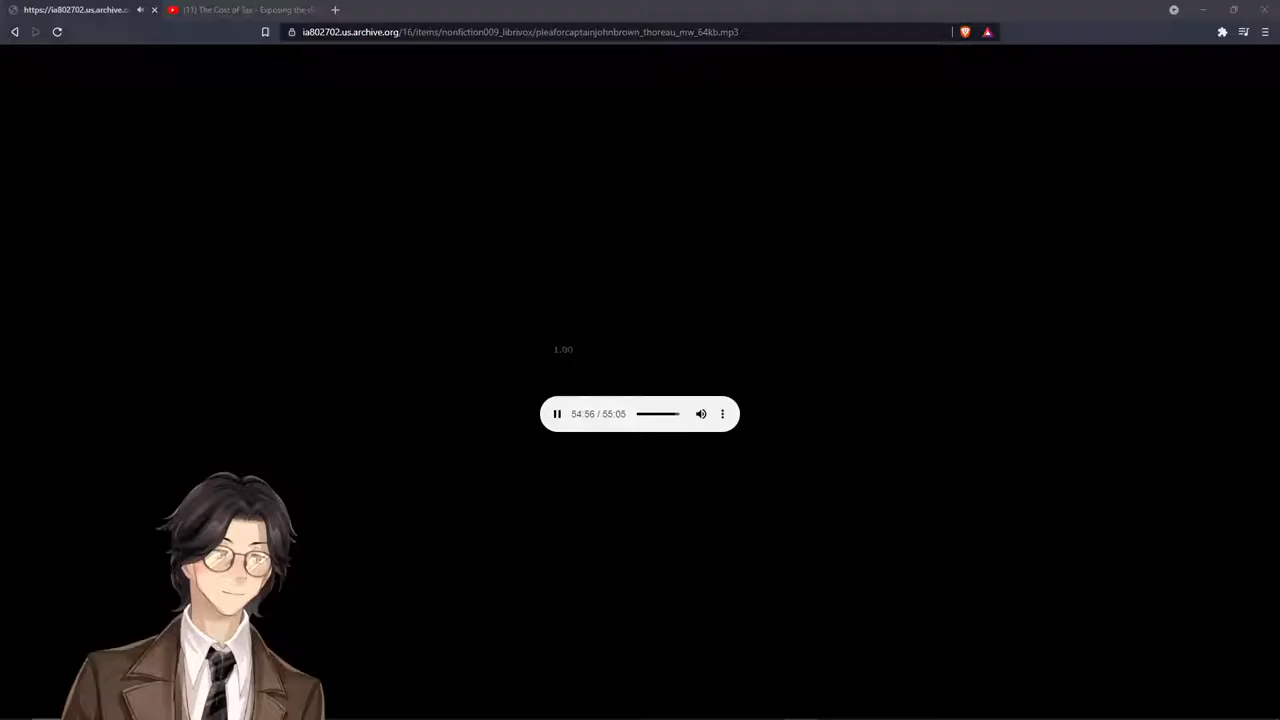 https://ia802702.us.archive.c
(11) The Cost of Tax - Exposing the
ia802702.us.archive.org/16/items/nonfiction009_librivox/pleaforcaptainjohnbrown_thoreau_mw_64kb.mp3
1.00
54:56 / 55:05